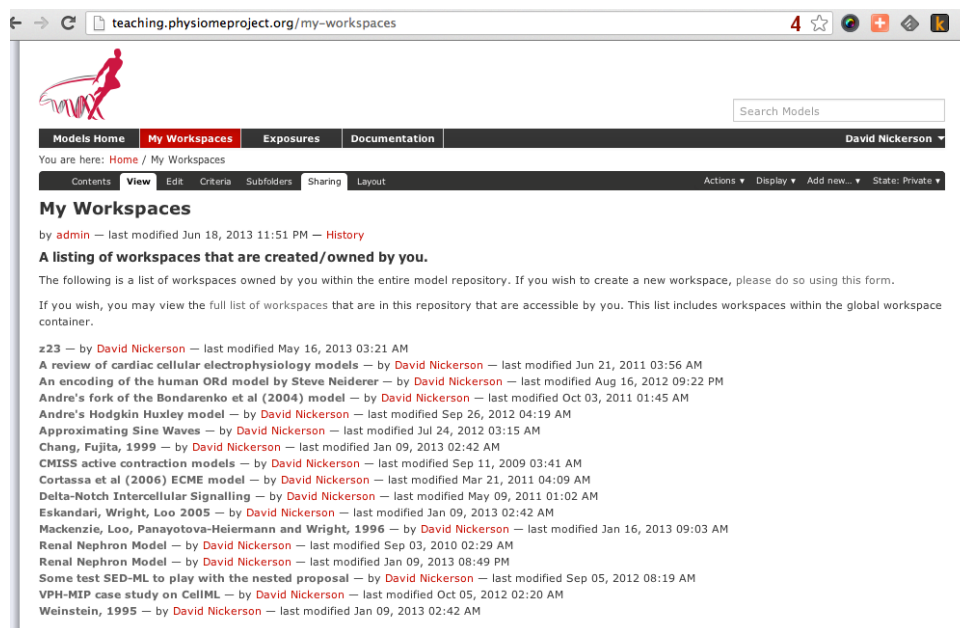 teaching.physiomeproject.org/my-workspaces
4
k
Search Models
Models Home My Workspaces Exposures Documentation David Nickerson
You are here: Home / My Workspaces
Contents View Edit Criteria Subfolders Sharing Layout Actions Display Add new... State: Private
My Workspaces
by admin — last modified Jun 18, 2013 11:51 PM — History
A listing of workspaces that are created/owned by you.
The following is a list of workspaces owned by you within the entire model repository. If you wish to create a new workspace, please do so using this form.
If you wish, you may view the full list of workspaces that are in this repository that are accessible by you. This list includes workspaces within the global workspace
container.
z23 — by David Nickerson — last modified May 16, 2013 03:21 AM
A review of cardiac cellular electrophysiology models — by David Nickerson — last modified Jun 21, 2011 03:56 AM
An encoding of the human ORd model by Steve Neiderer — by David Nickerson — last modified Aug 16, 2012 09:22 PM
Andre's fork of the Bondarenko et al (2004) model — by David Nickerson — last modified Oct 03, 2011 01:45 AM
Andre's Hodgkin Huxley model — by David Nickerson — last modified Sep 26, 2012 04:19 AM
Approximating Sine Waves — by David Nickerson — last modified Jul 24, 2012 03:15 AM
Chang, Fujita, 1999 — by David Nickerson — last modified Jan 09, 2013 02:42 AM
CMISS active contraction models — by David Nickerson — last modified Sep 11, 2009 03:41 AM
Cortassa et al (2006) ECME model — by David Nickerson — last modified Mar 21, 2011 04:09 AM
Delta-Notch Intercellular Signalling — by David Nickerson — last modified May 09, 2011 01:02 AM
Eskandari, Wright, Loo 2005 — by David Nickerson — last modified Jan 09, 2013 02:42 AM
Mackenzie, Loo, Panayotova-Heiermann and Wright, 1996 — by David Nickerson — last modified Jan 16, 2013 09:03 AM
Renal Nephron Model — by David Nickerson — last modified Sep 03, 2010 02:29 AM
Renal Nephron Model — by David Nickerson — last modified Jan 09, 2013 08:49 PM
Some test SED-ML to play with the nested proposal — by David Nickerson — last modified Sep 05, 2012 08:19 AM
VPH-MIP case study on CellML — by David Nickerson — last modified Oct 05, 2012 02:20 AM
Weinstein, 1995 — by David Nickerson — last modified Jan 09, 2013 02:42 AM